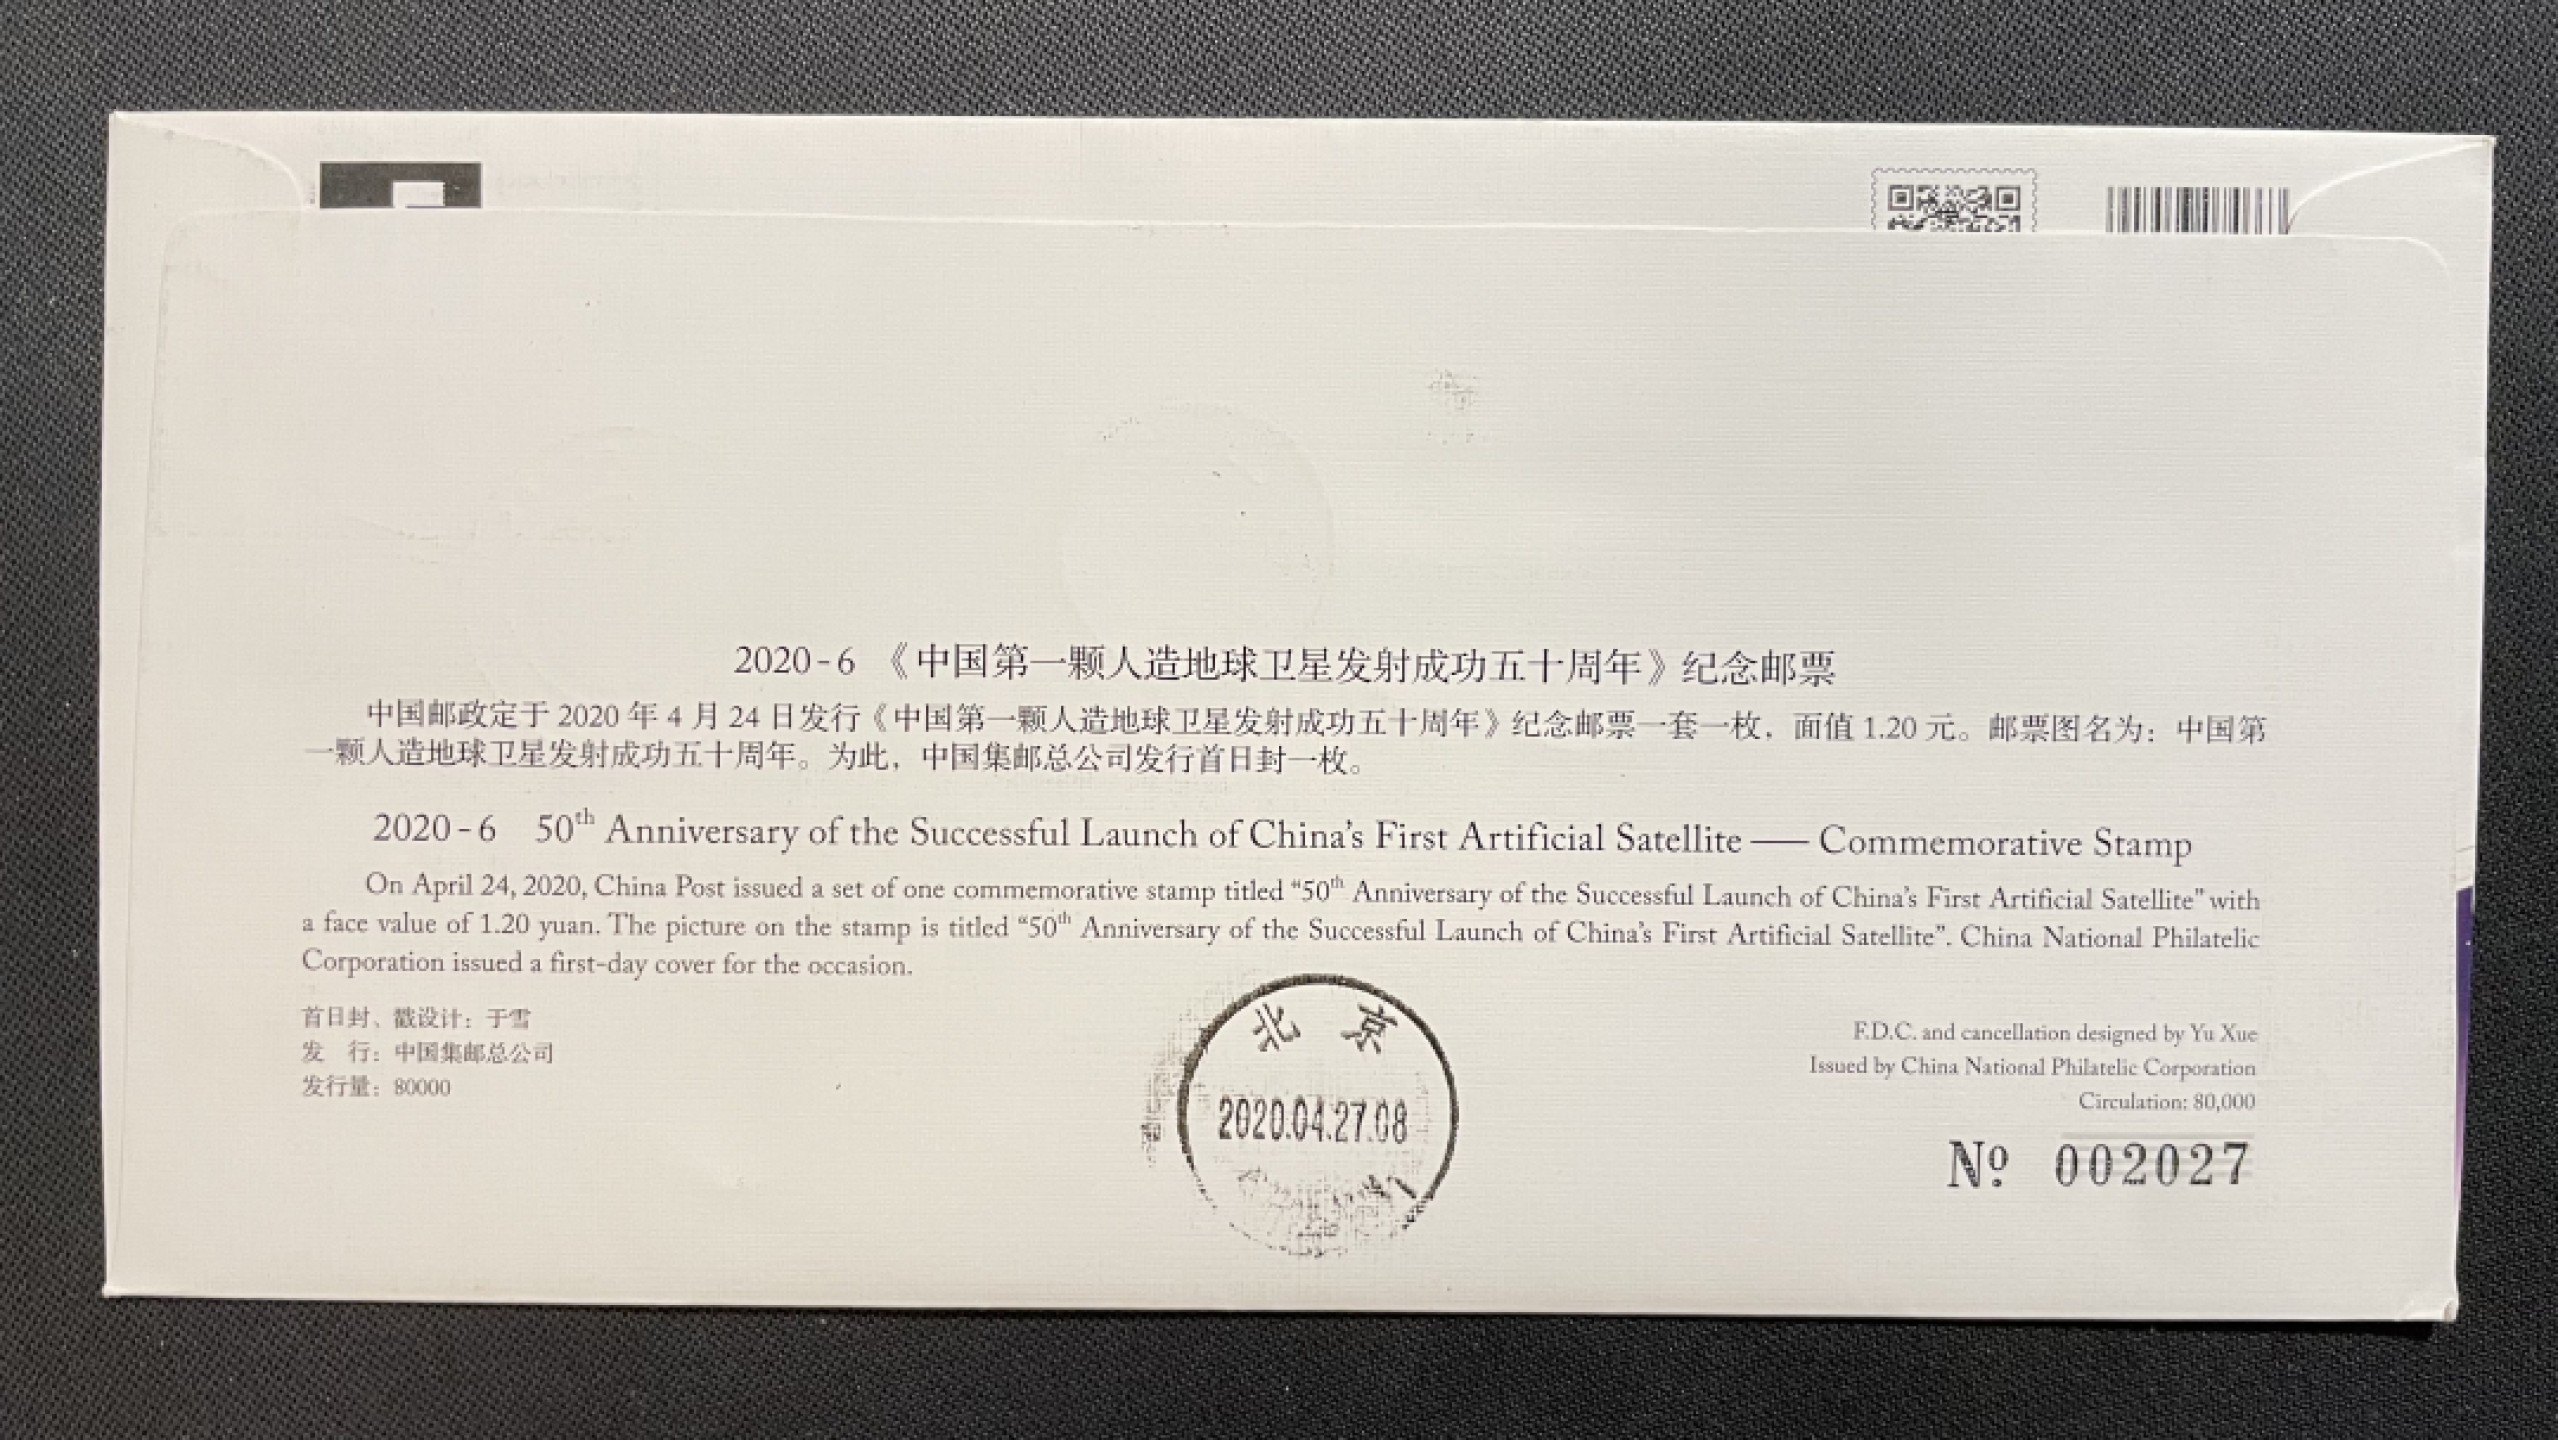 2020-6 《中国第一颗人造地球卫星发射成功五十周年》纪念邮票
中国邮政定于 2020 年 4 月 24 日发行《中国第一颗人造地球卫星发射成功五十周年》纪念邮票一套一枚，面值 1.20 元。邮票图名为：中国第
一颗人造地球卫星发射成功五十周年。为此，中国集邮总公司发行首日封一枚。
2020-6 50th Anniversary of the Successful Launch of China's First Artificial Satellite — Commemorative Stamp
On April 24, 2020, China Post issued a set of one commemorative stamp titled “50th Anniversary of the Successful Launch of China's First Artificial Satellite” with
a face value of 1.20 yuan. The picture on the stamp is titled “50th Anniversary of the Successful Launch of China's First Artificial Satellite”. China National Philatelic
Corporation issued a first-day cover for the occasion.
首日封、戳设计：于雪
发 行：中国集邮总公司
发行量：80000
北 京
2020.04.27.08
F.D.C. and cancellation designed by Yu Xue
Issued by China National Philatelic Corporation
Circulation: 80,000
Nº 002027